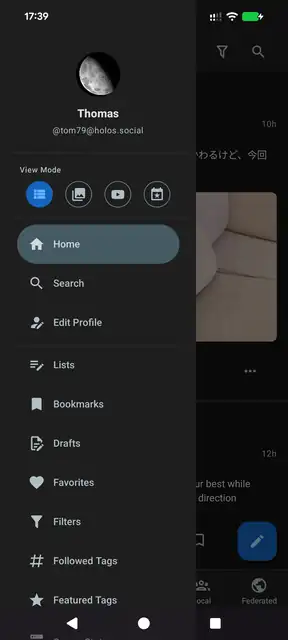 17:39
Thomas
@tom79@holos.social
View Mode
Home
Search
Edit Profile
Lists
Bookmarks
Drafts
Favorites
Filters
Followed Tags
Featured Tags
10h
わるけど、今回
12h
ur best while
direction
ocal
Federated